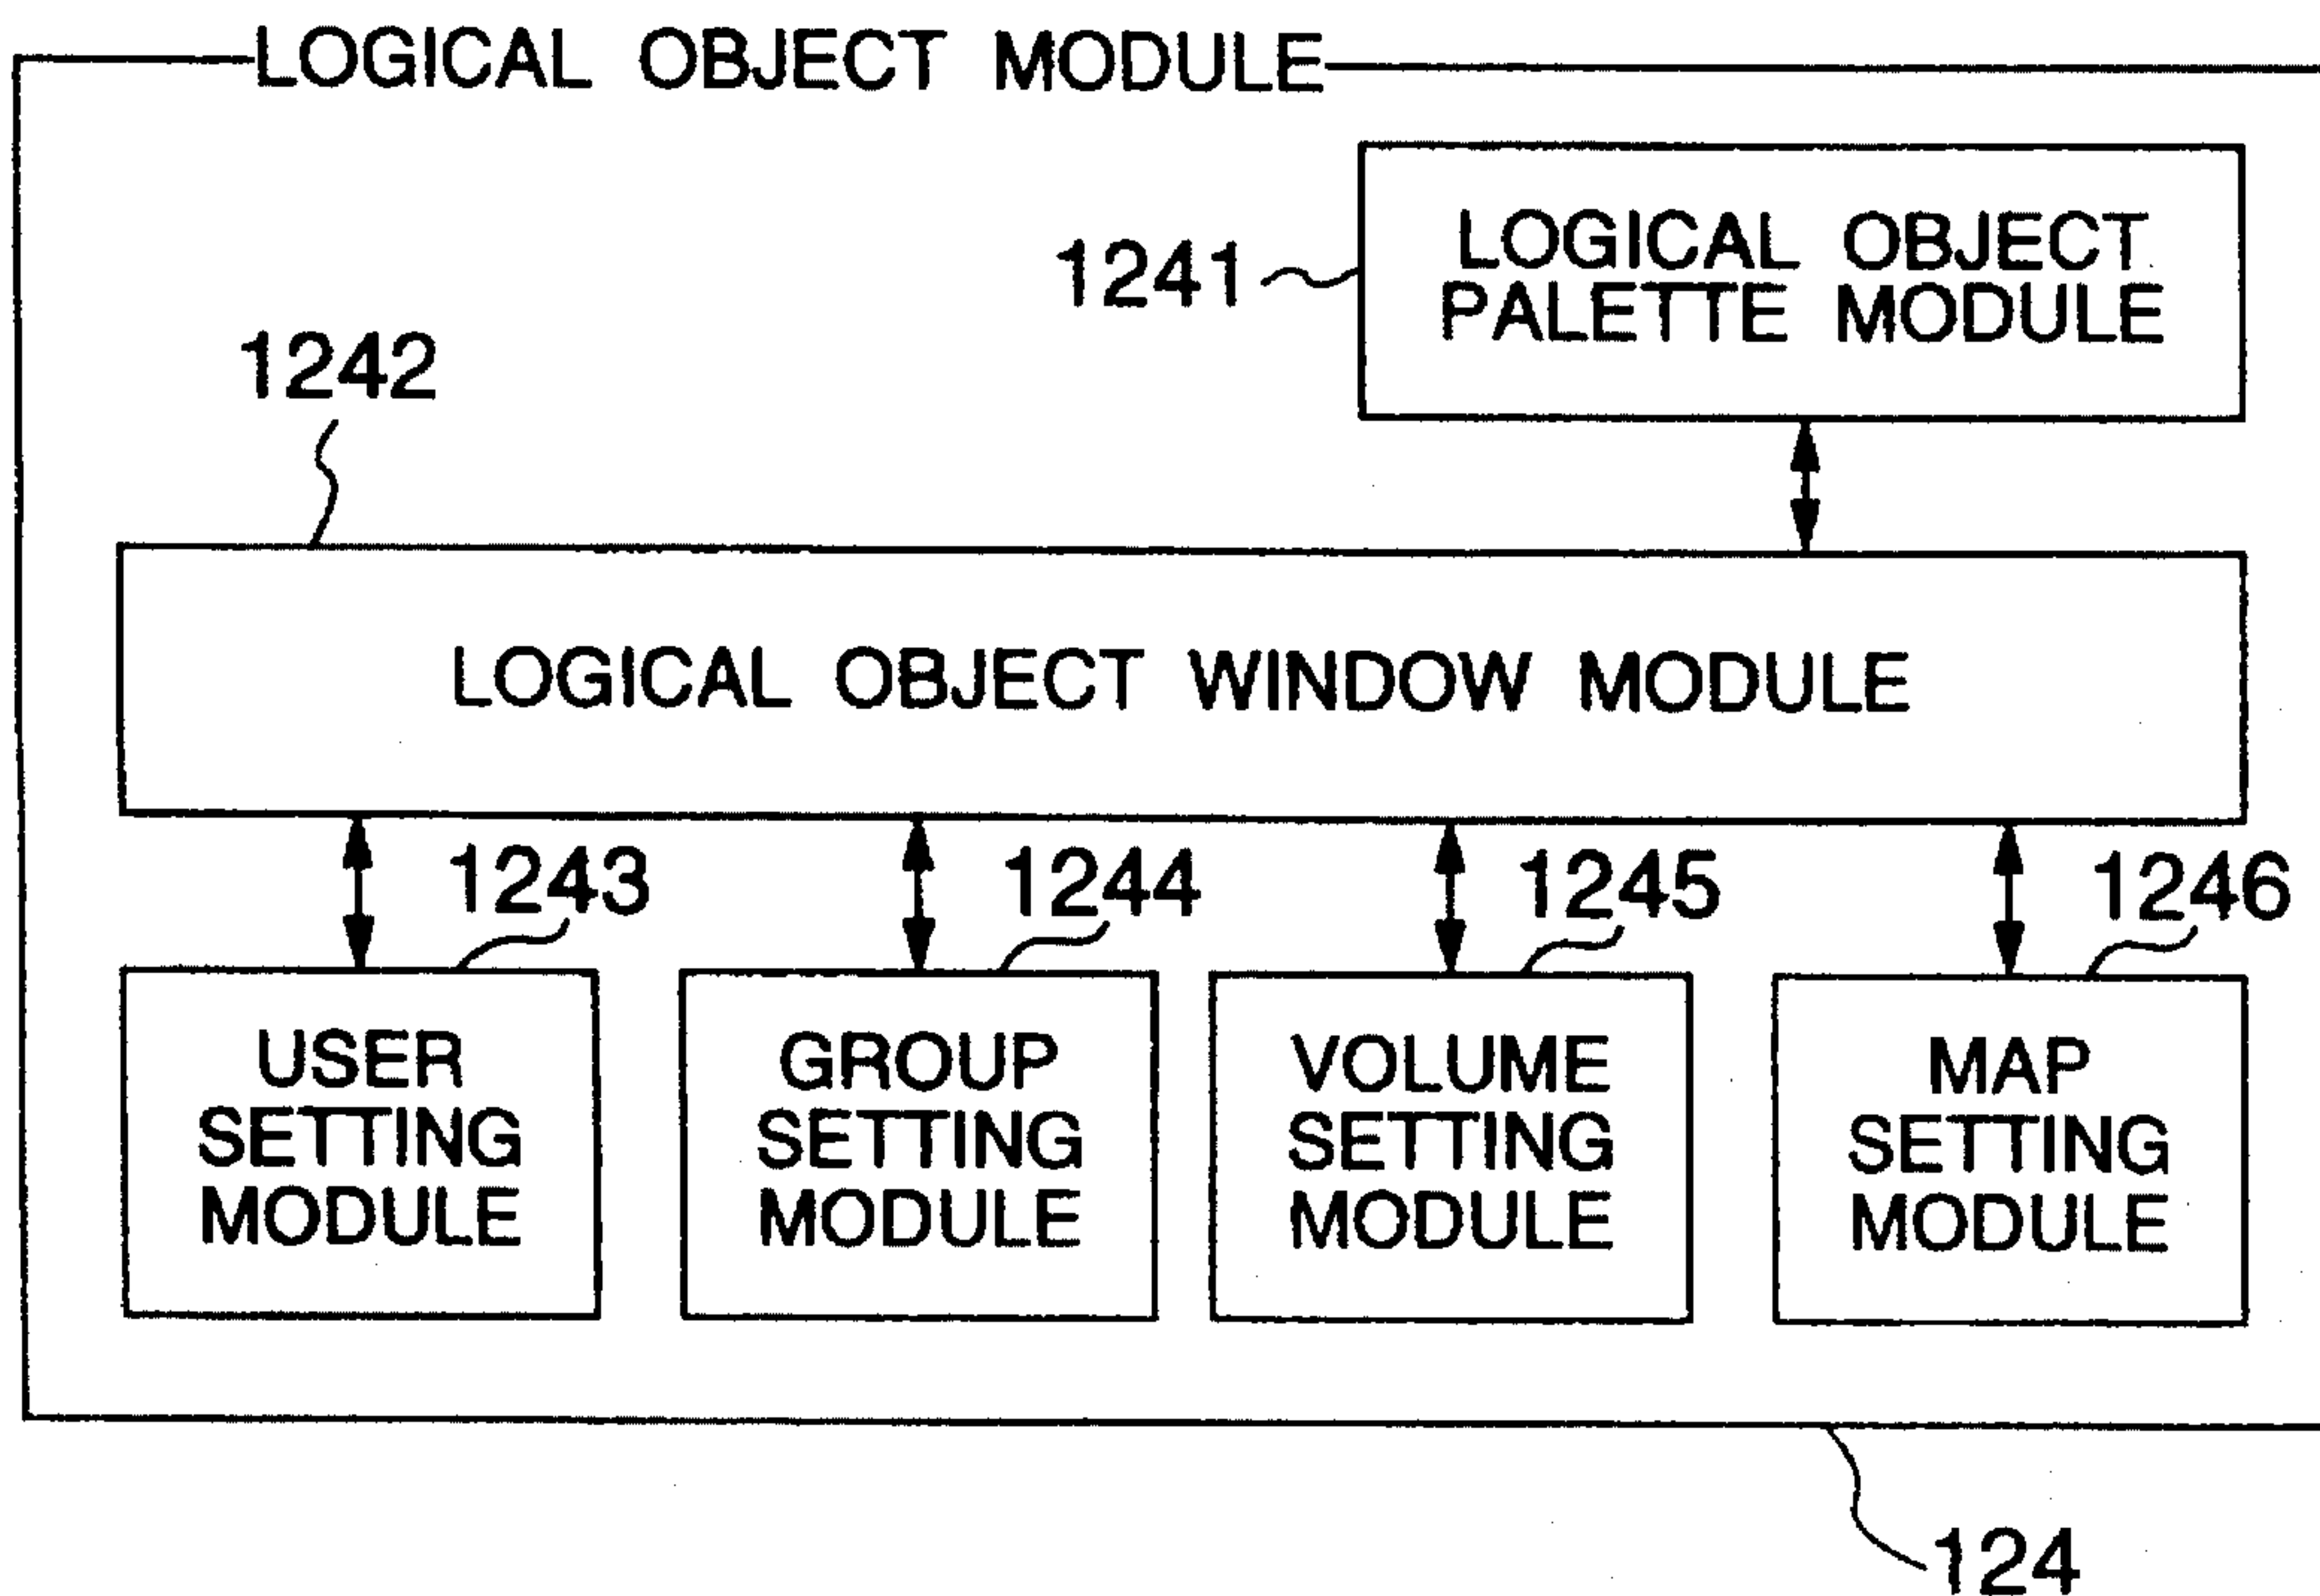 LOGICAL OBJECT MODULE
1241
LOGICAL OBJECT
PALETTE MODULE
1242
LOGICAL OBJECT WINDOW MODULE
1243
1244
1245
1246
USER
SETTING
MODULE
GROUP
SETTING
MODULE
VOLUME
SETTING
MODULE
MAP
SETTING
MODULE
124